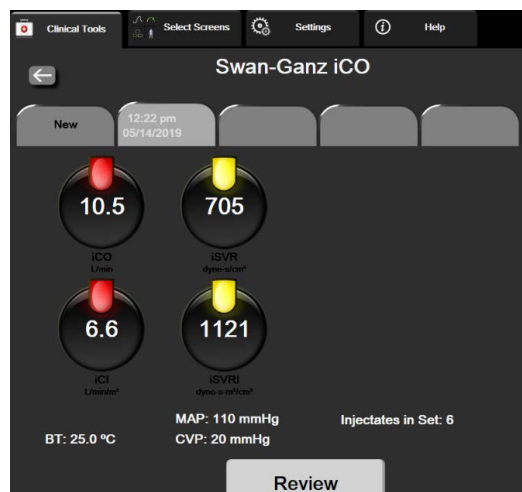 Clinical Tools
Select Screens
Settings
Help
Swan-Ganz iCO
New
12:22 pm
05/14/2019
10.5
iCO
L/min
705
iSVR
dyne-s/cm⁵
6.6
iCI
L/min/m²
1121
iSVRI
dyne-s-m²/cm⁵
MAP: 110 mmHg
Injectates in Set: 6
BT: 25.0 ºC
CVP: 20 mmHg
Review